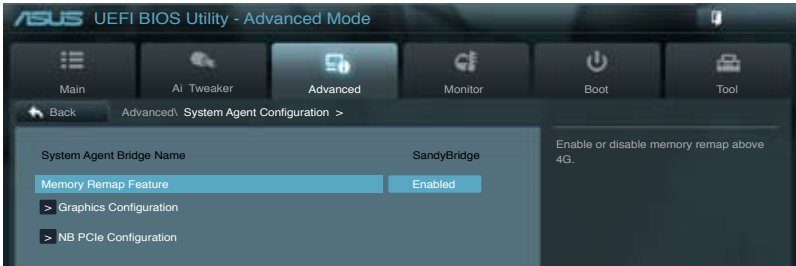 ASUS UEFI BIOS Utility - Advanced Mode
Main Ai Tweaker Advanced Monitor Boot Tool
Back Advanced\ System Agent Configuration >
System Agent Bridge Name SandyBridge
Memory Remap Feature Enabled
> Graphics Configuration
> NB PCIe Configuration
Enable or disable memory remap above
4G.